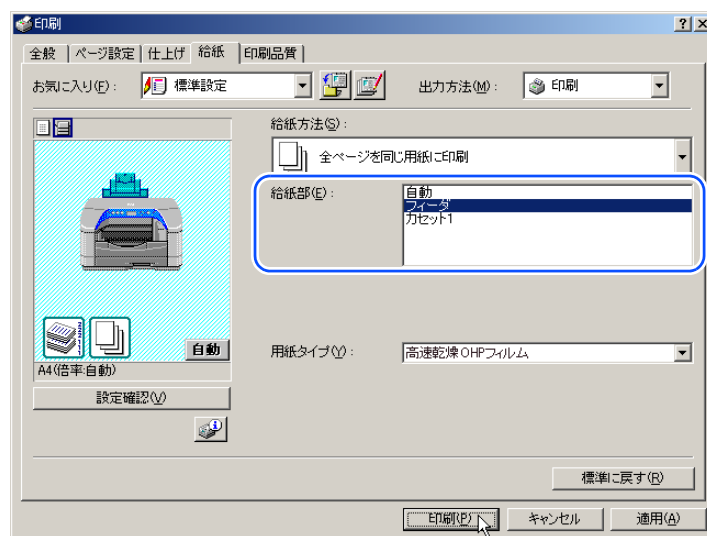 印刷
全般 ページ設定 仕上げ 給紙 印刷品質
お気に入り(F): 標準設定 出力方法(M): 印刷
給紙方法(S):
全ページを同じ用紙に印刷
給紙部(E): 自動
フィーダ
カセット1
自動
用紙タイプ(Y): 高速乾燥OHPフィルム
A4(倍率:自動)
設定確認(V)
標準に戻す(R)
印刷(P) キャンセル 適用(A)